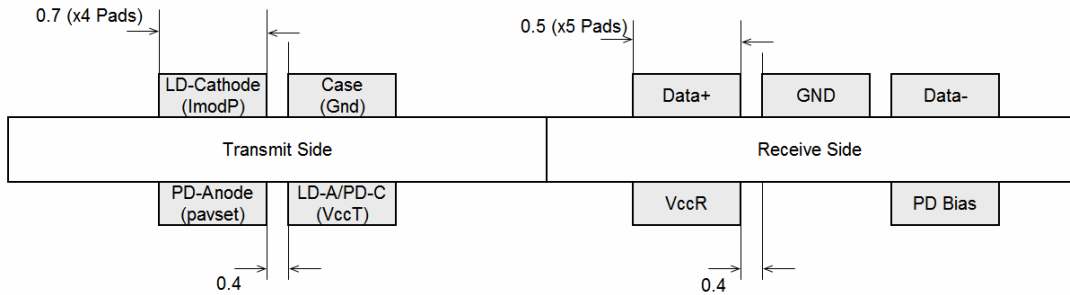 0.7 (x4 Pads)
0.5 (x5 Pads)
LD-Cathode
(ImodP)
Case
(Gnd)
Data+
GND
Data-
Transmit Side
Receive Side
PD-Anode
(pavset)
LD-A/PD-C
(VccT)
VccR
PD Bias
0.4
0.4